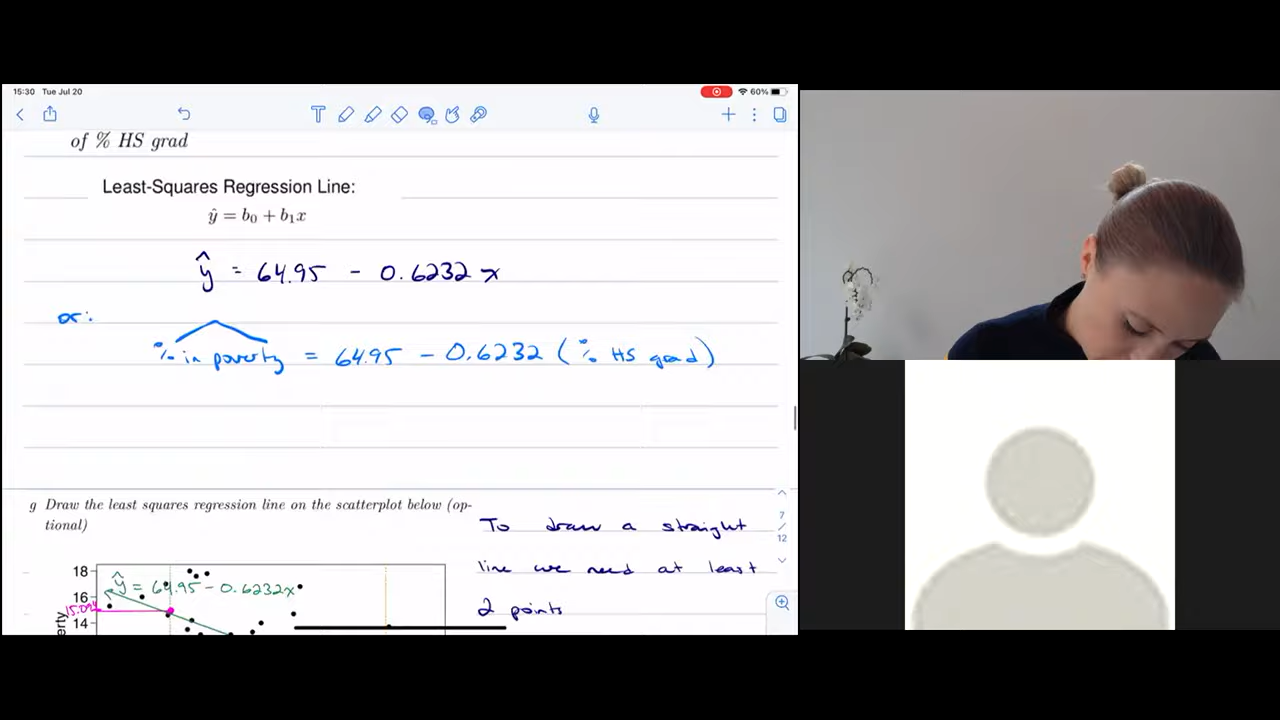 15:30 Tue Jul 20
60%
of % HS grad
Least-Squares Regression Line:
ŷ = b₀ + b₁x
ŷ = 64.95 - 0.6232 x
or:
% in poverty = 64.95 - 0.6232 (% HS grad)
g Draw the least squares regression line on the scatterplot below (op-
tional)
To draw a straight
line we need at least
2 points
7
/
12
18
ŷ = 64.95 - 0.6232x
16
14